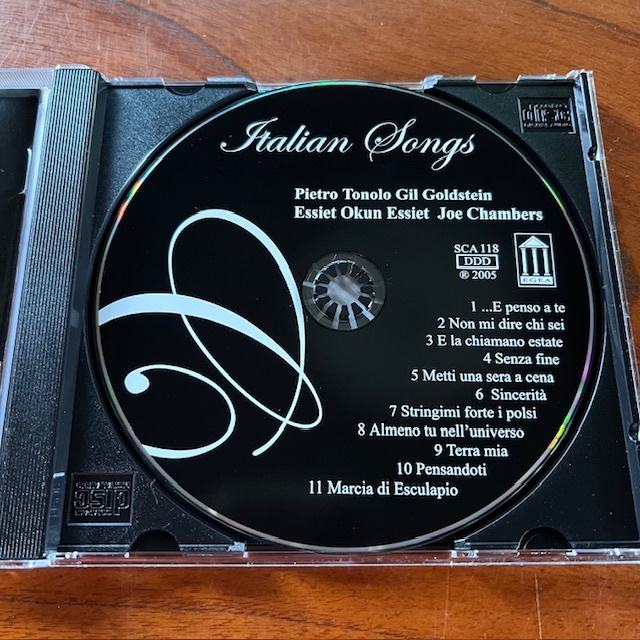 Italian Songs
Pietro Tonolo Gil Goldstein
Essiet Okun Essiet Joe Chambers
SCA 118
DDD
℗ 2005
EGEA
1 ...E penso a te
2 Non mi dire chi sei
3 E la chiamano estate
4 Senza fine
5 Metti una sera a cena
6 Sincerità
7 Stringimi forte i polsi
8 Almeno tu nell'universo
9 Terra mia
10 Pensandoti
11 Marcia di Esculapio
disc